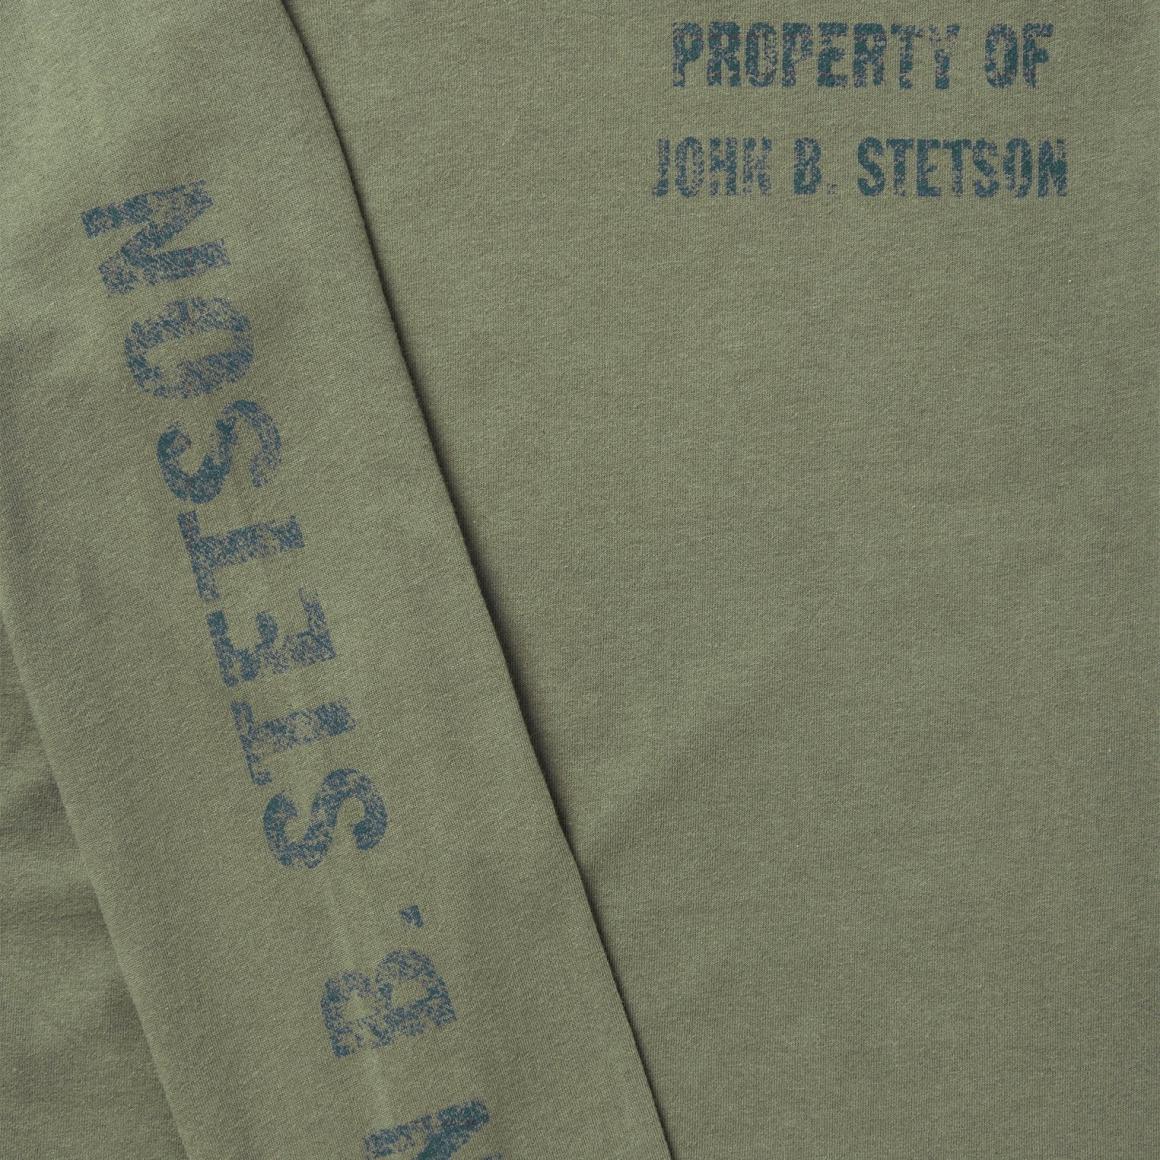 PROPERTY OF
JOHN B. STETSON
N B. STETSON